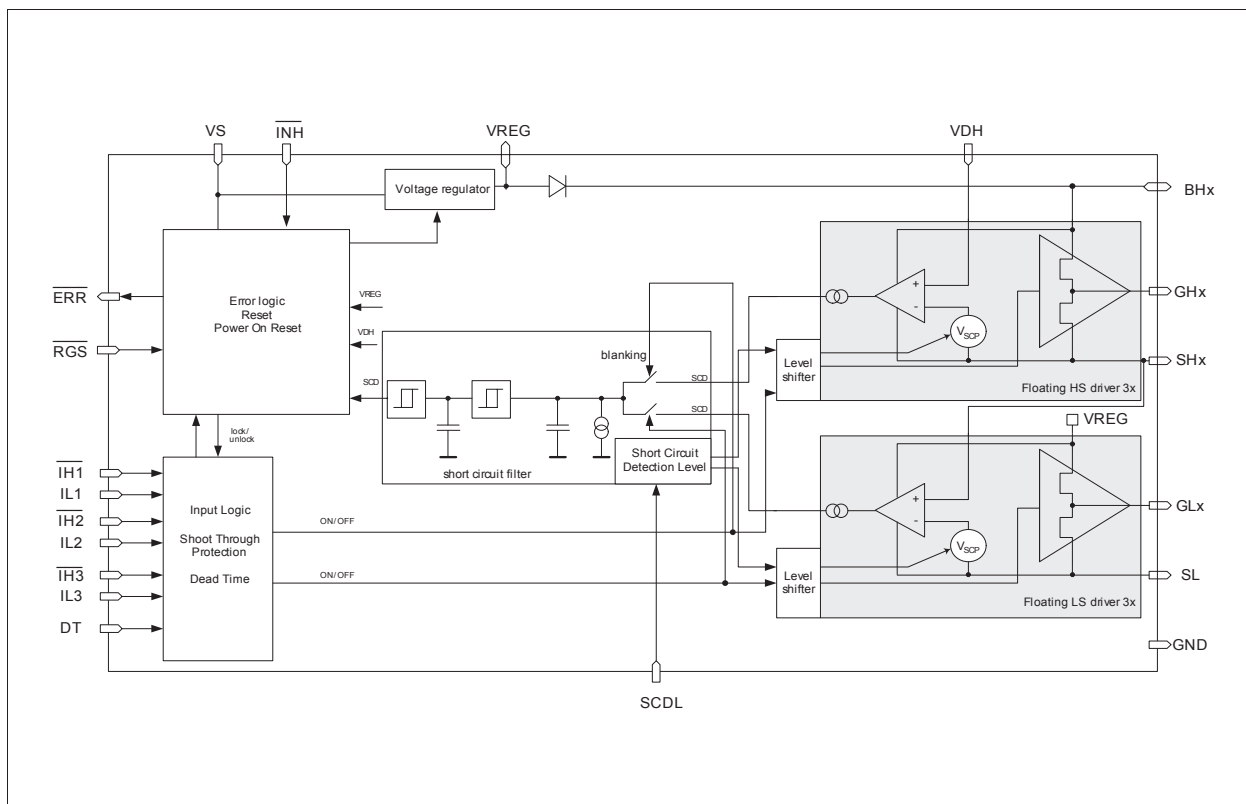 VS
INH
VREG
VDH
Voltage regulator
BHx
ERR
Error logic
Reset
Power On Reset
VREG
GHx
RGS
VDH
blanking
V SCP
SHx
SCD
SCD
Level
shifter
Floating HS driver 3x
SCD
lock/
unlock
VREG
short circuit filter
Short Circuit
Detection Level
IH1
IL1
IH2
IL2
IH3
IL3
DT
Input Logic
Shoot Through
Protection
Dead Time
ON/OFF
ON/OFF
+
-
+
-
GLx
V SCP
Level
shifter
SL
Floating LS driver 3x
GND
SCDL